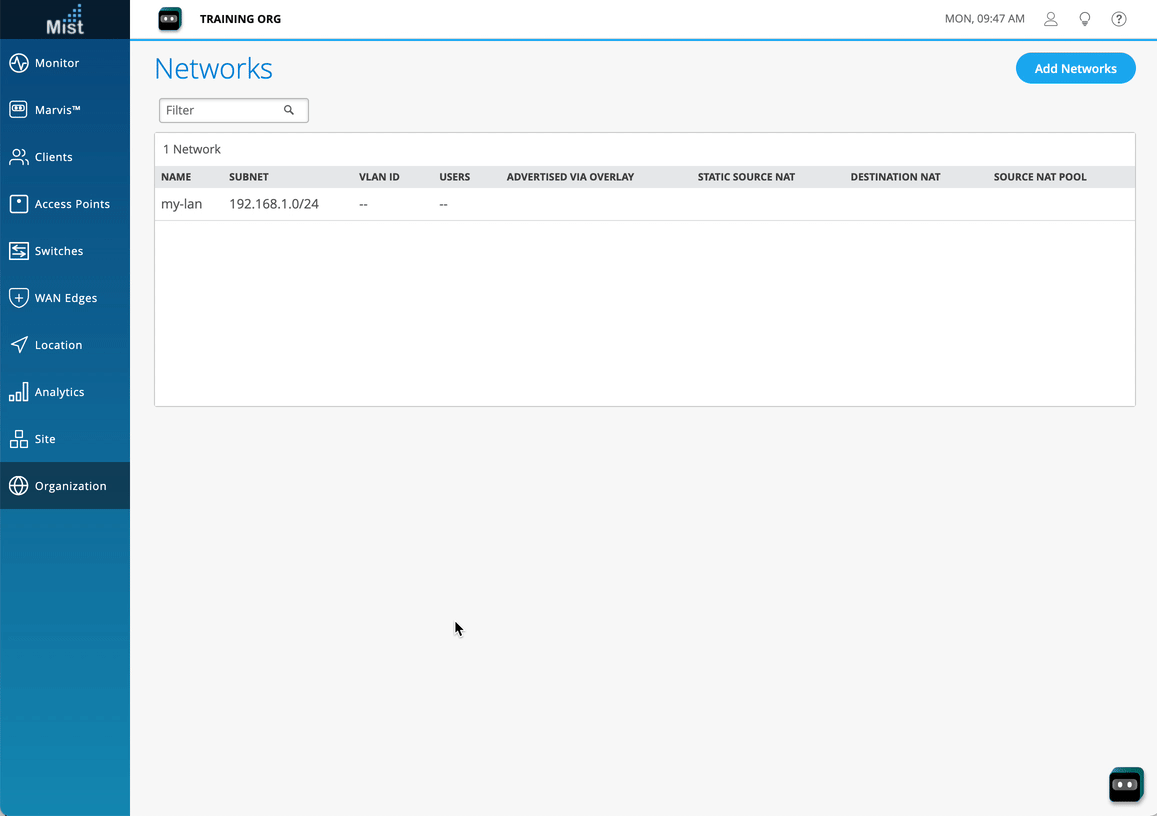 Mist
TRAINING ORG
MON, 09:47 AM
Monitor
Marvis™
Clients
Access Points
Switches
WAN Edges
Location
Analytics
Site
Organization
Networks
Add Networks
Filter
1 Network
NAME SUBNET VLAN ID USERS ADVERTISED VIA OVERLAY STATIC SOURCE NAT DESTINATION NAT SOURCE NAT POOL
my-lan 192.168.1.0/24 -- --